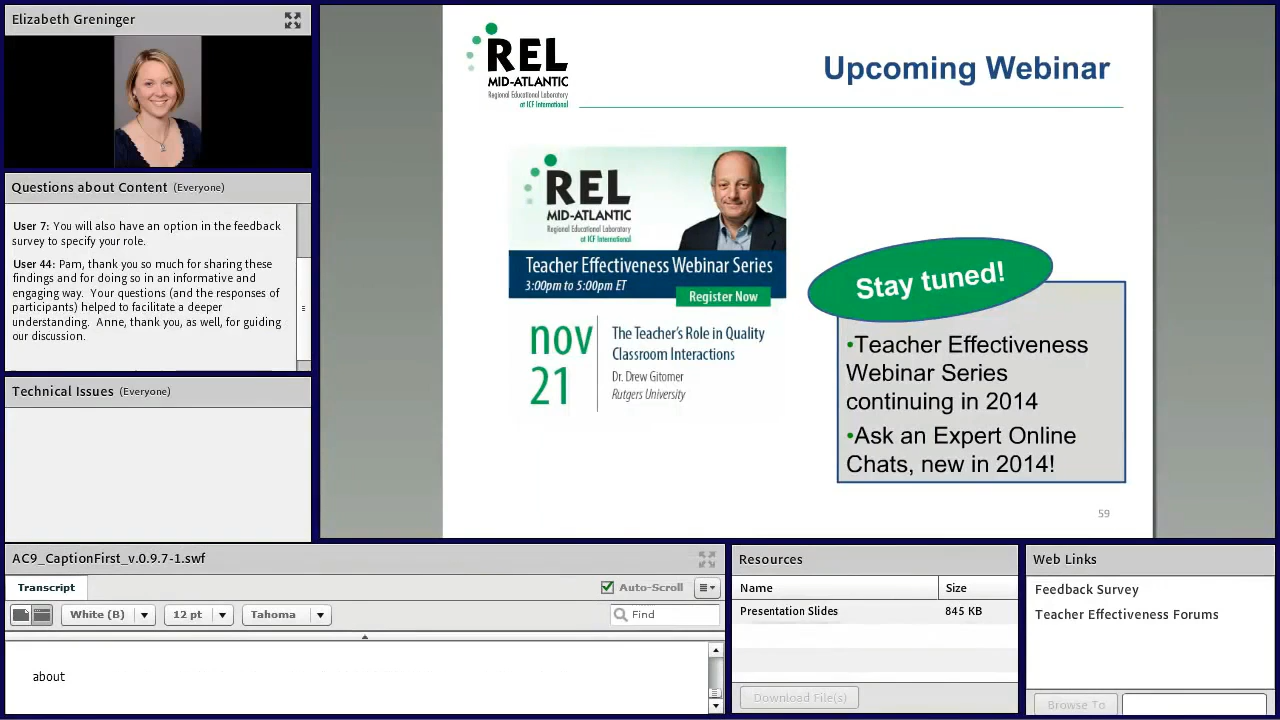 Elizabeth Greninger
Questions about Content (Everyone)
User 7: You will also have an option in the feedback
survey to specify your role.
User 44: Pam, thank you so much for sharing these
findings and for doing so in an informative and
engaging way.  Your questions (and the responses of
participants) helped to facilitate a deeper
understanding.  Anne, thank you, as well, for guiding
our discussion.
Technical Issues (Everyone)
REL
MID-ATLANTIC
Regional Educational Laboratory
at ICF International
Upcoming Webinar
REL
MID-ATLANTIC
Regional Educational Laboratory
at ICF International
Teacher Effectiveness Webinar Series
3:00pm to 5:00pm ET
Register Now
nov
21
The Teacher's Role in Quality
Classroom Interactions
Dr. Drew Gitomer
Rutgers University
Stay tuned!
•Teacher Effectiveness
Webinar Series
continuing in 2014
•Ask an Expert Online
Chats, new in 2014!
59
AC9_CaptionFirst_v.0.9.7-1.swf
Transcript
Auto-Scroll
White (B)
12 pt
Tahoma
Find
about
Resources
Name Size
Presentation Slides 845 KB
Download File(s)
Web Links
Feedback Survey
Teacher Effectiveness Forums
Browse To